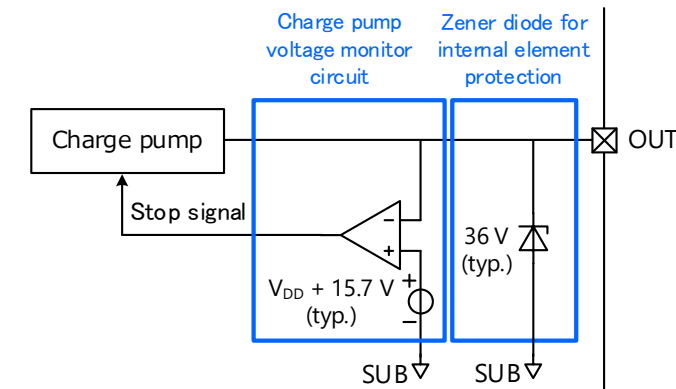 Charge pump
voltage monitor
circuit
Zener diode for
internal element
protection
Charge pump
OUT
Stop signal
−
+
36 V
(typ.)
V_DD + 15.7 V
(typ.)
+
−
SUB
SUB